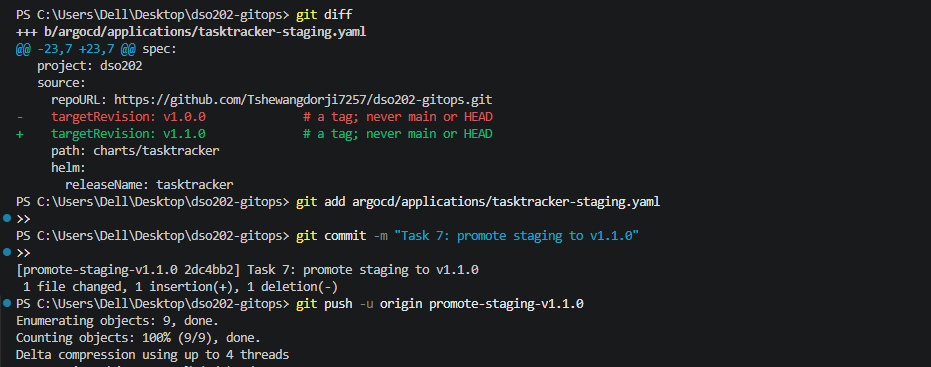 PS C:\Users\Dell\Desktop\dso202-gitops> git diff
+++ b/argocd/applications/tasktracker-staging.yaml
@@ -23,7 +23,7 @@ spec:
   project: dso202
   source:
     repoURL: https://github.com/Tshewangdorji7257/dso202-gitops.git
-    targetRevision: v1.0.0             # a tag; never main or HEAD
+    targetRevision: v1.1.0             # a tag; never main or HEAD
     path: charts/tasktracker
     helm:
       releaseName: tasktracker
PS C:\Users\Dell\Desktop\dso202-gitops> git add argocd/applications/tasktracker-staging.yaml
>>
PS C:\Users\Dell\Desktop\dso202-gitops> git commit -m "Task 7: promote staging to v1.1.0"
>>
[promote-staging-v1.1.0 2dc4bb2] Task 7: promote staging to v1.1.0
 1 file changed, 1 insertion(+), 1 deletion(-)
PS C:\Users\Dell\Desktop\dso202-gitops> git push -u origin promote-staging-v1.1.0
Enumerating objects: 9, done.
Counting objects: 100% (9/9), done.
Delta compression using up to 4 threads